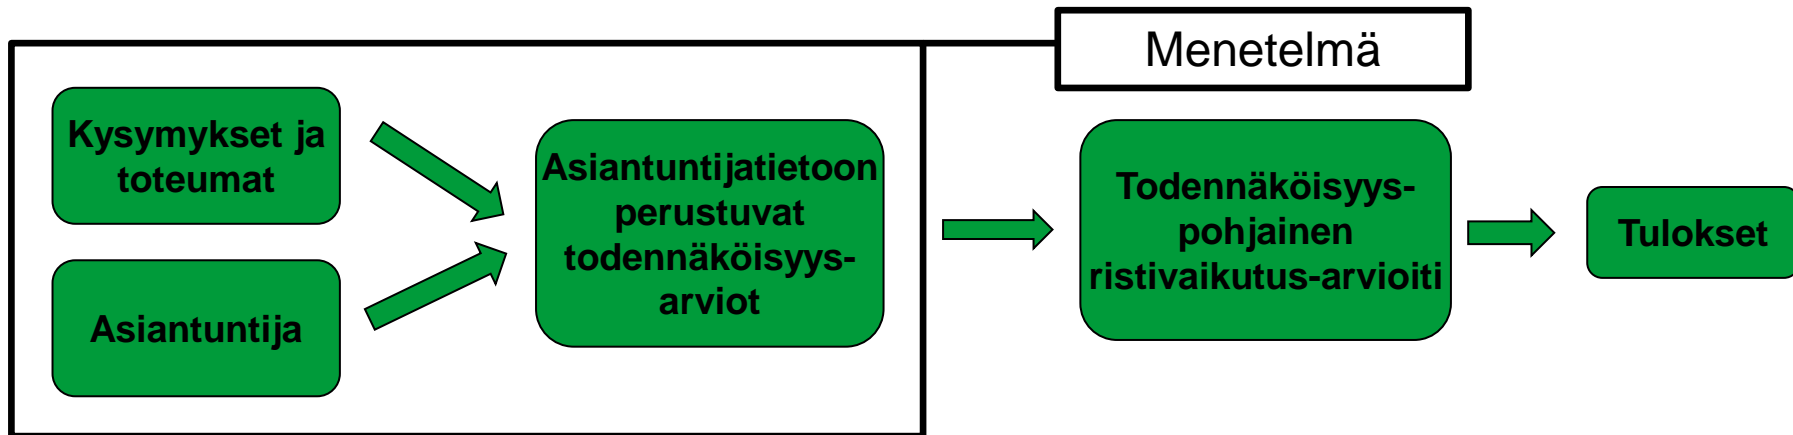 Menetelmä
Kysymykset ja
toteumat
Asiantuntija
Asiantuntijatietoon
perustuvat
todennäköisyys-
arviot
Todennäköisyys-
pohjainen
ristivaikutus-arvioiti
Tulokset